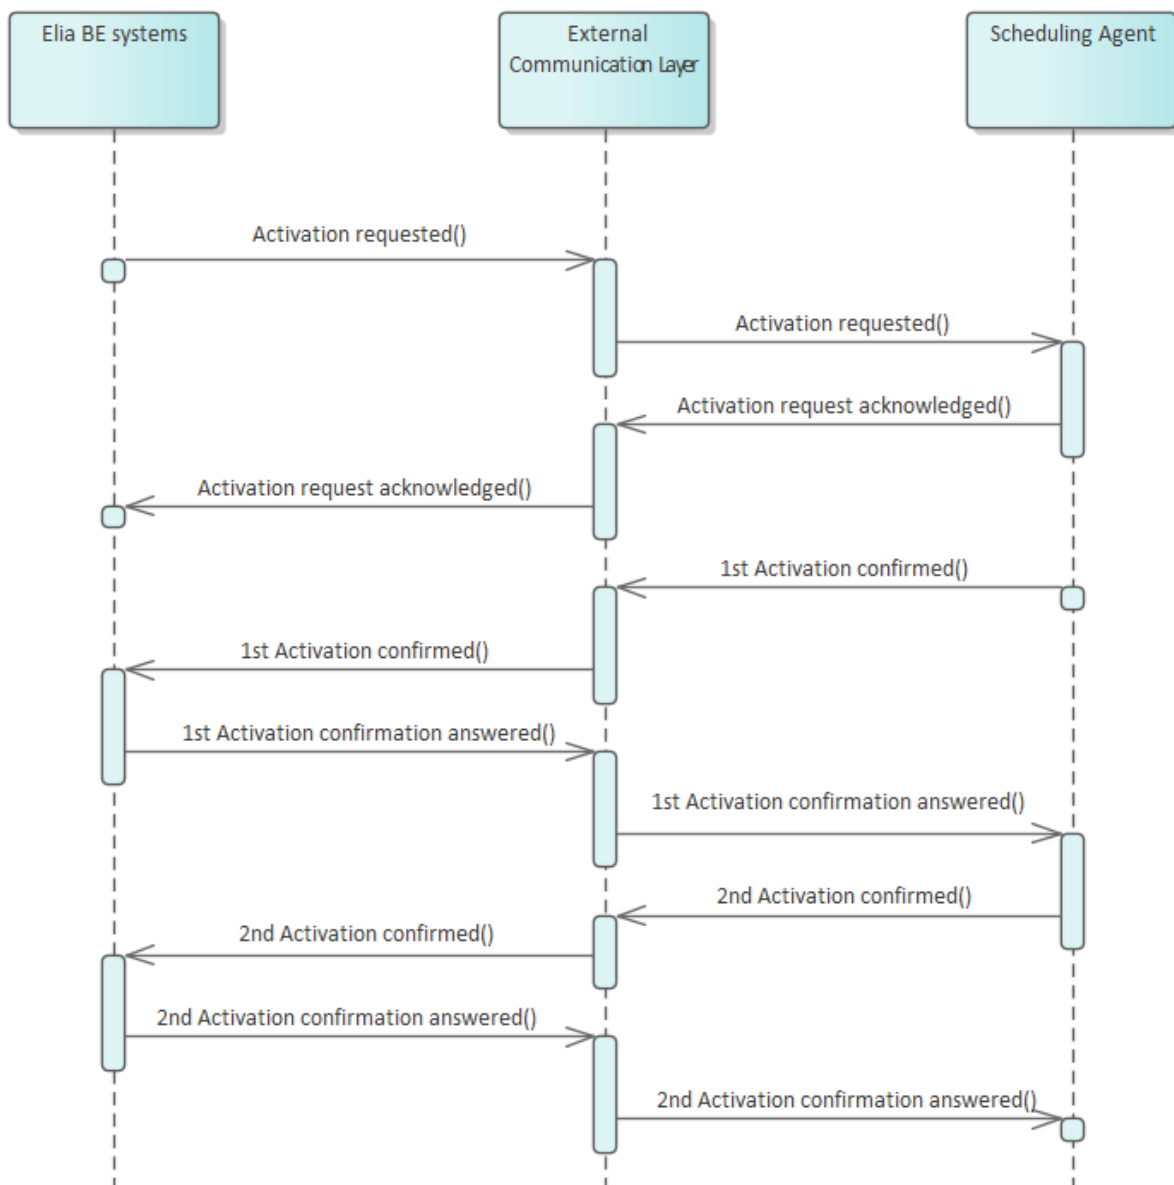 Elia BE systems
External
Communication Layer
Scheduling Agent
Activation requested()
Activation requested()
Activation request acknowledged()
Activation request acknowledged()
1st Activation confirmed()
1st Activation confirmed()
1st Activation confirmation answered()
1st Activation confirmation answered()
2nd Activation confirmed()
2nd Activation confirmed()
2nd Activation confirmation answered()
2nd Activation confirmation answered()